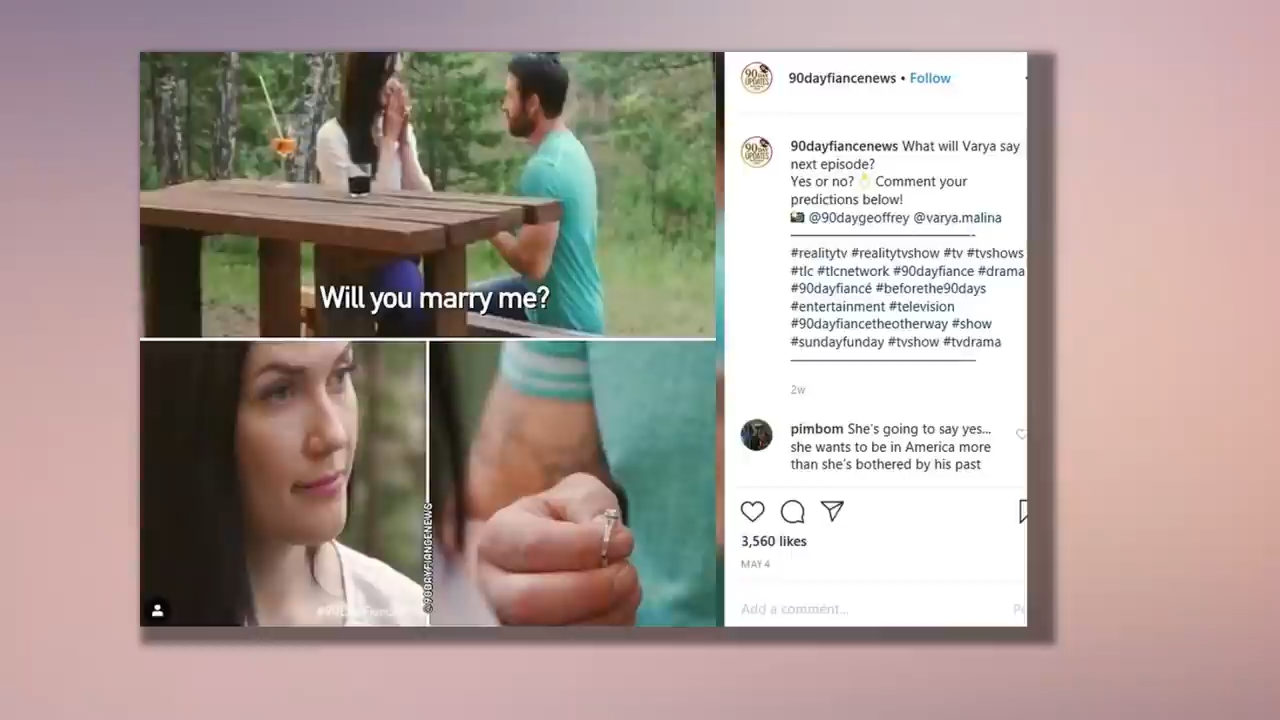 Will you marry me?
©90DAYFIANCENEWS
90dayfiancenews • Follow
90dayfiancenews What will Varya say
next episode?
Yes or no? 💍 Comment your
predictions below!
📷 @90daygeoffrey @varya.malina
#realitytv #realitytvshow #tv #tvshows
#tlc #tlcnetwork #90dayfiance #drama
#90dayfiancé #beforethe90days
#entertainment #television
#90dayfiancetheotherway #show
#sundayfunday #tvshow #tvdrama
2w
pimbom She's going to say yes...
she wants to be in America more
than she's bothered by his past
3,560 likes
MAY 4
Add a comment...